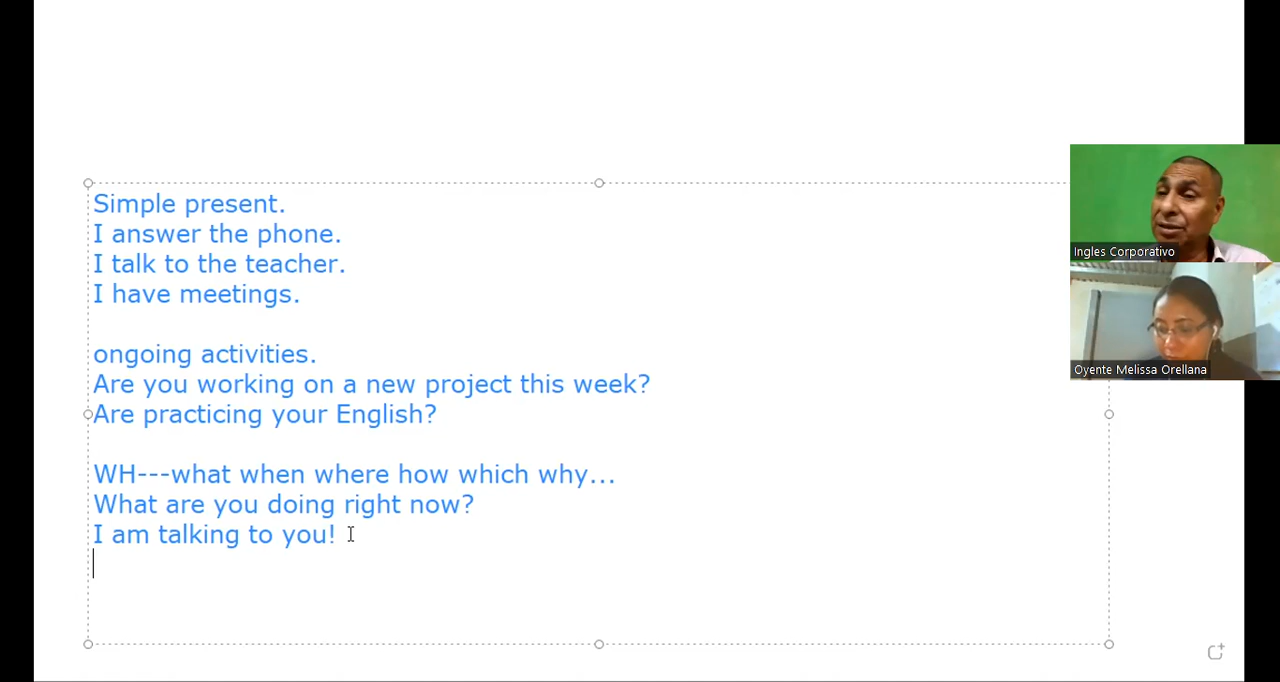 Simple present.
I answer the phone.
I talk to the teacher.
I have meetings.
ongoing activities.
Are you working on a new project this week?
Are practicing your English?
WH---what when where how which why...
What are you doing right now?
I am talking to you!
Ingles Corporativo
Oyente Melissa Orellana